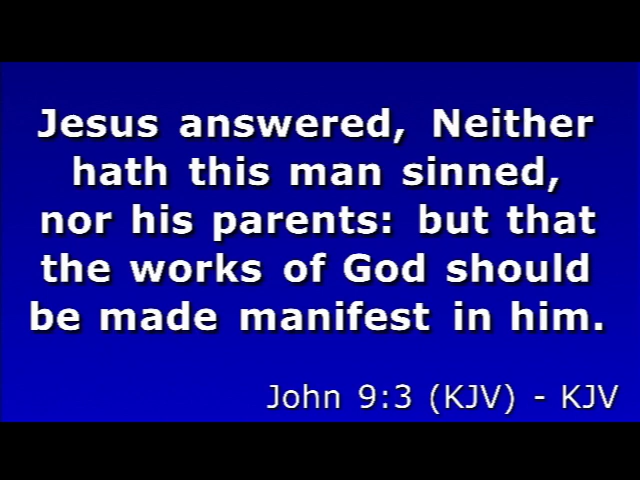 Jesus answered, Neither
hath this man sinned,
nor his parents: but that
the works of God should
be made manifest in him.
John 9:3 (KJV) - KJV